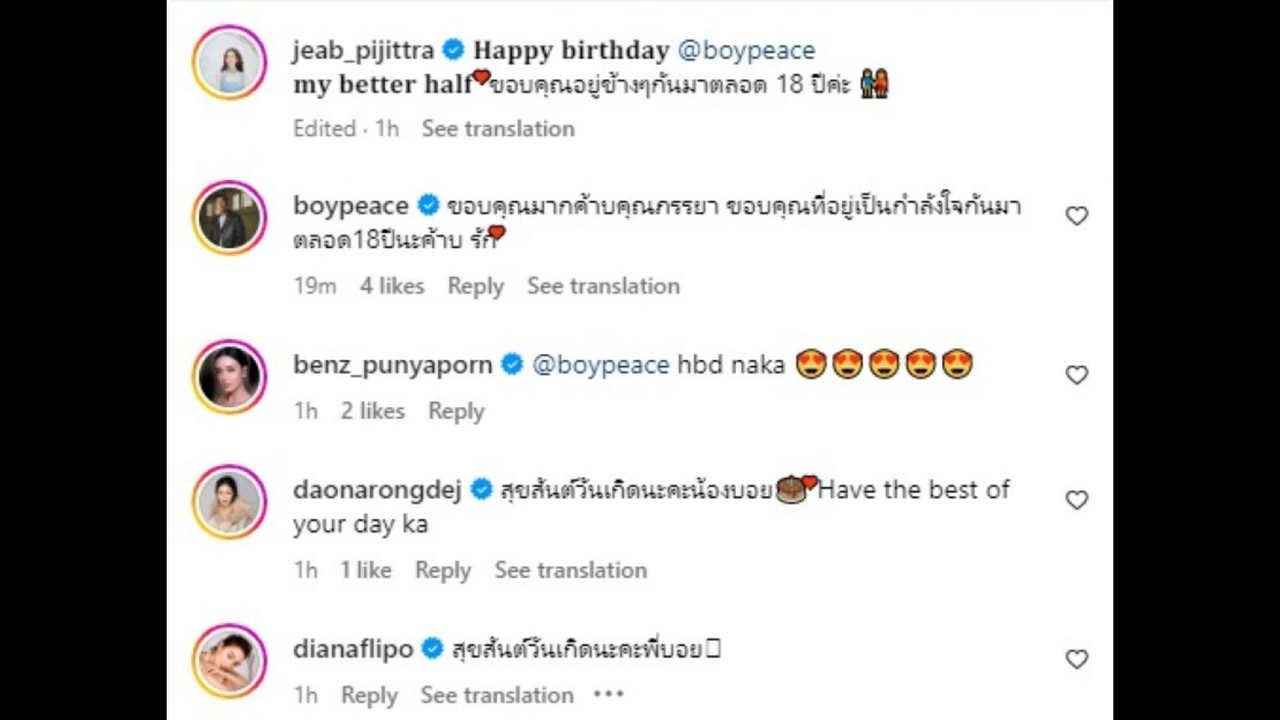 jeab_pijittra Happy birthday @boypeace
my better half❣ขอบคุณอยู่ข้างๆกันมาตลอด 18 ปีค่ะ 👫
Edited · 1h See translation
boypeace ขอบคุณมากค้าบคุณภรรยา ขอบคุณที่อยู่เป็นกำลังใจกันมา
ตลอด18ปีนะค้าบ รัก❣
19m 4 likes Reply See translation
benz_punyaporn @boypeace hbd naka 😍😍😍😍😍
1h 2 likes Reply
daonarongdej สุขสันต์วันเกิดนะคะน้องบอย🎂❣Have the best of
your day ka
1h 1 like Reply See translation
dianaflipo สุขสันต์วันเกิดนะคะพี่บอย
1h Reply See translation •••